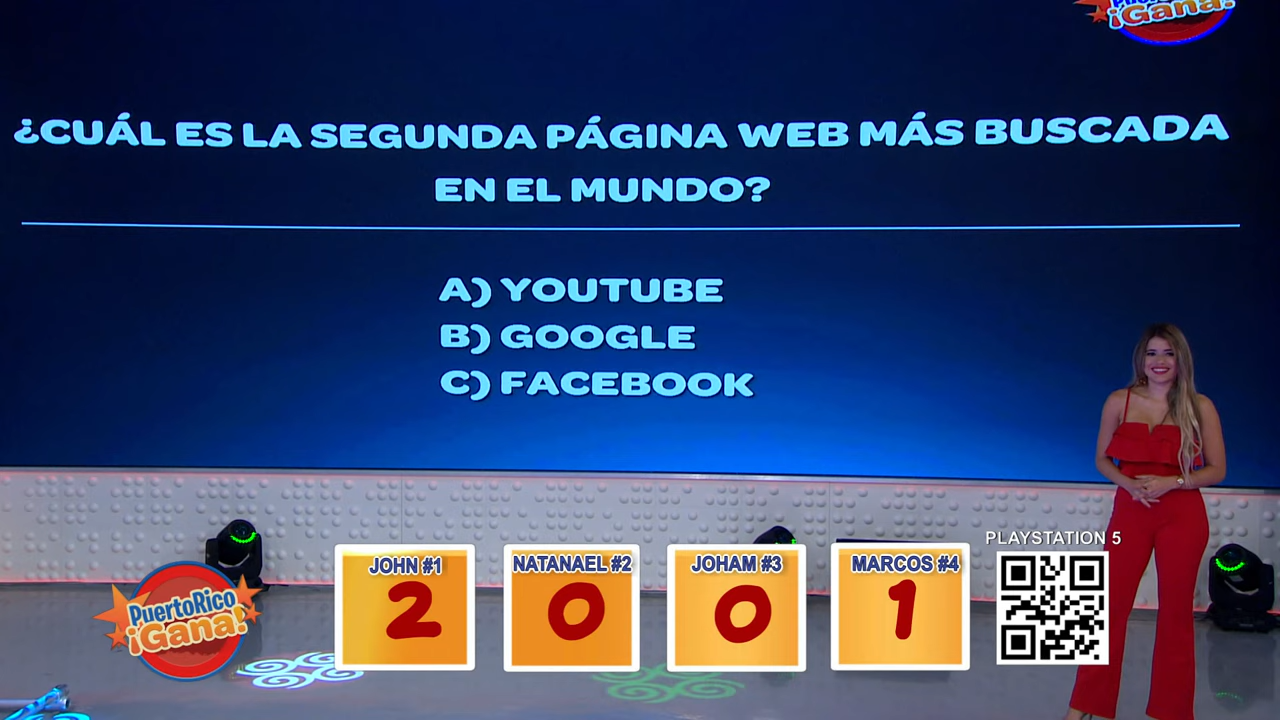 ¡Gana!
¿CUÁL ES LA SEGUNDA PÁGINA WEB MÁS BUSCADA
EN EL MUNDO?
A) YOUTUBE
B) GOOGLE
C) FACEBOOK
PLAYSTATION 5
JOHN #1
NATANAEL #2
JOHAM #3
MARCOS #4
2
0
0
1
PuertoRico
¡Gana!